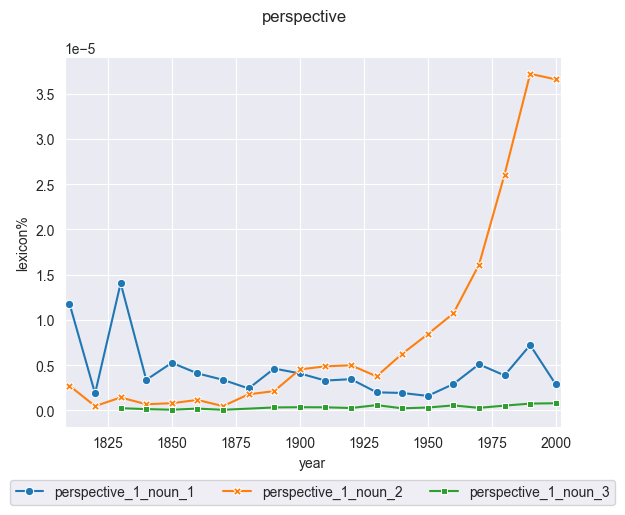 perspective
1e−5
3.5
3.0
2.5
2.0
1.5
1.0
0.5
0.0
lexicon%
1825 1850 1875 1900 1925 1950 1975 2000
year
perspective_1_noun_1 perspective_1_noun_2 perspective_1_noun_3